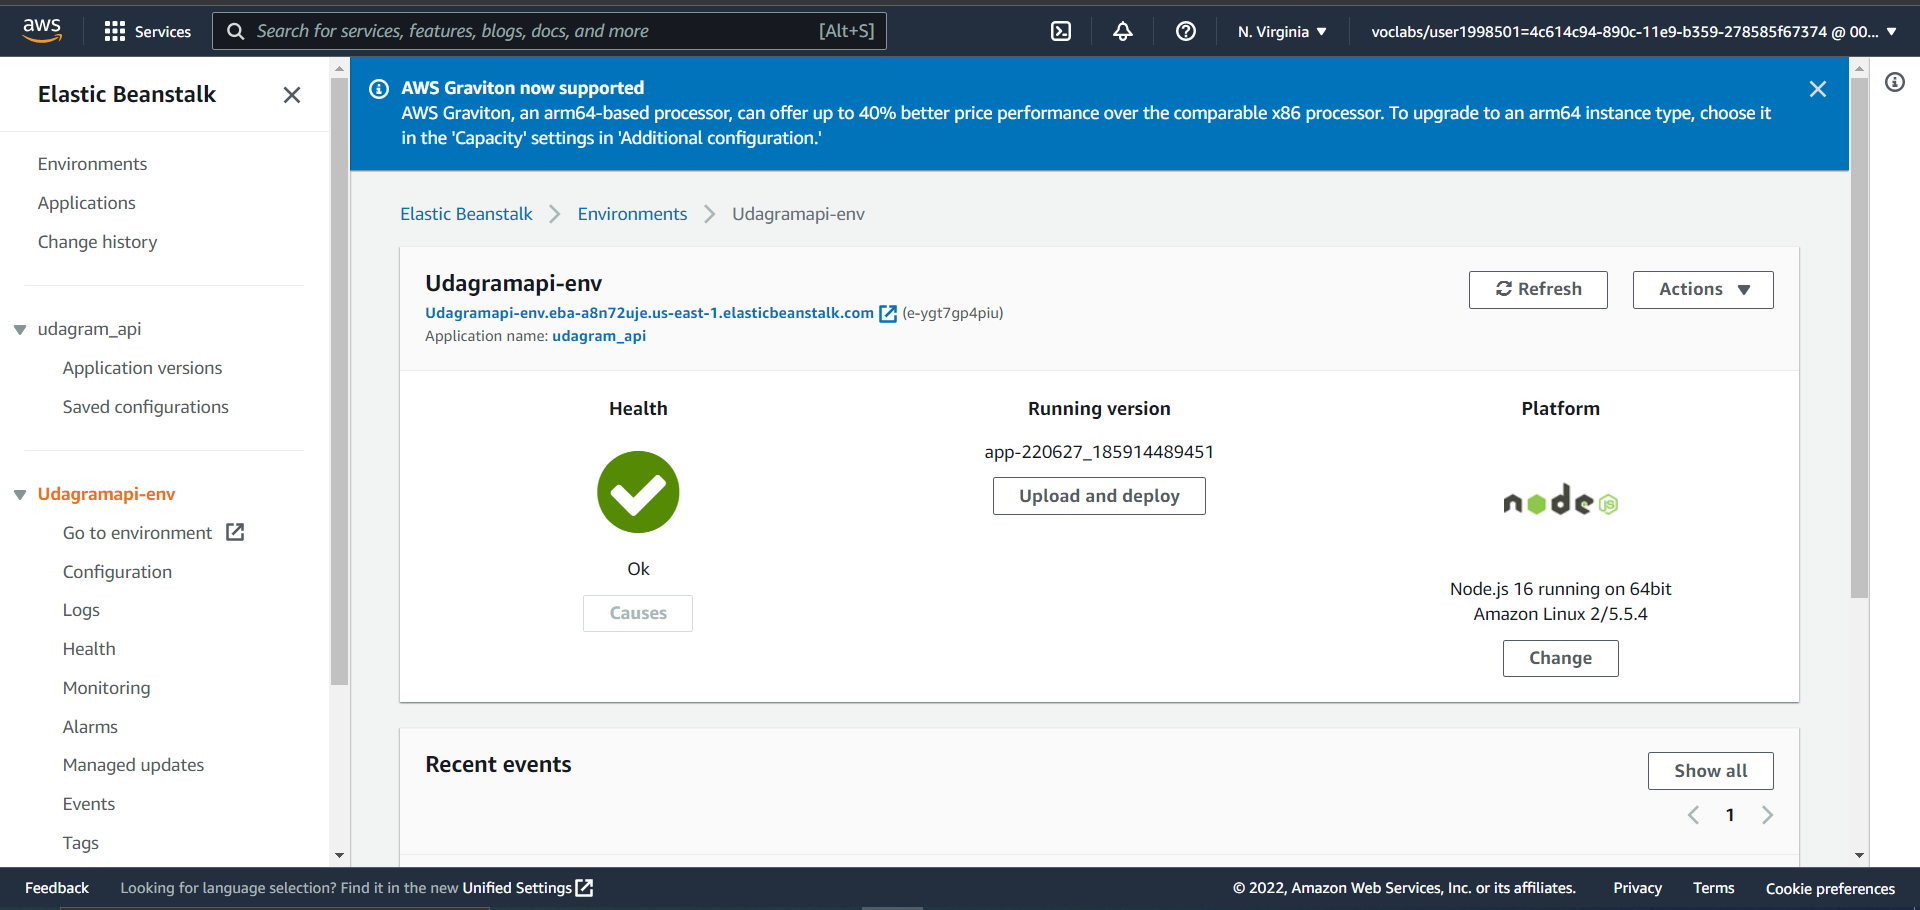 aws
Services
Search for services, features, blogs, docs, and more
[Alt+S]
N. Virginia
voclabs/user1998501=4c614c94-890c-11e9-b359-278585f67374 @ 00...
Elastic Beanstalk
Environments
Applications
Change history
udagram_api
Application versions
Saved configurations
Udagramapi-env
Go to environment
Configuration
Logs
Health
Monitoring
Alarms
Managed updates
Events
Tags
AWS Graviton now supported
AWS Graviton, an arm64-based processor, can offer up to 40% better price performance over the comparable x86 processor. To upgrade to an arm64 instance type, choose it
in the 'Capacity' settings in 'Additional configuration.'
Elastic Beanstalk
Environments
Udagramapi-env
Udagramapi-env
Udagramapi-env.eba-a8n72uje.us-east-1.elasticbeanstalk.com (e-ygt7gp4piu)
Application name: udagram_api
Refresh
Actions
Health
Ok
Causes
Running version
app-220627_185914489451
Upload and deploy
Platform
node JS
Node.js 16 running on 64bit
Amazon Linux 2/5.5.4
Change
Recent events
Show all
1
Feedback
Looking for language selection? Find it in the new Unified Settings
© 2022, Amazon Web Services, Inc. or its affiliates.
Privacy
Terms
Cookie preferences